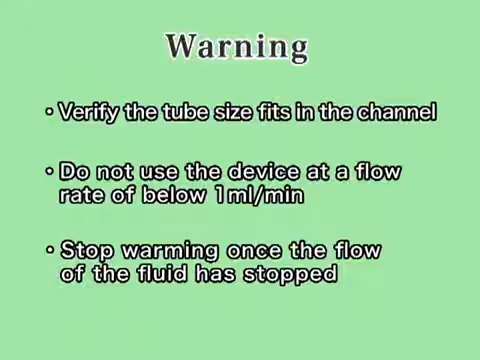 Warning
• Verify the tube size fits in the channel
• Do not use the device at a flow
rate of below 1ml/min
• Stop warming once the flow
of the fluid has stopped